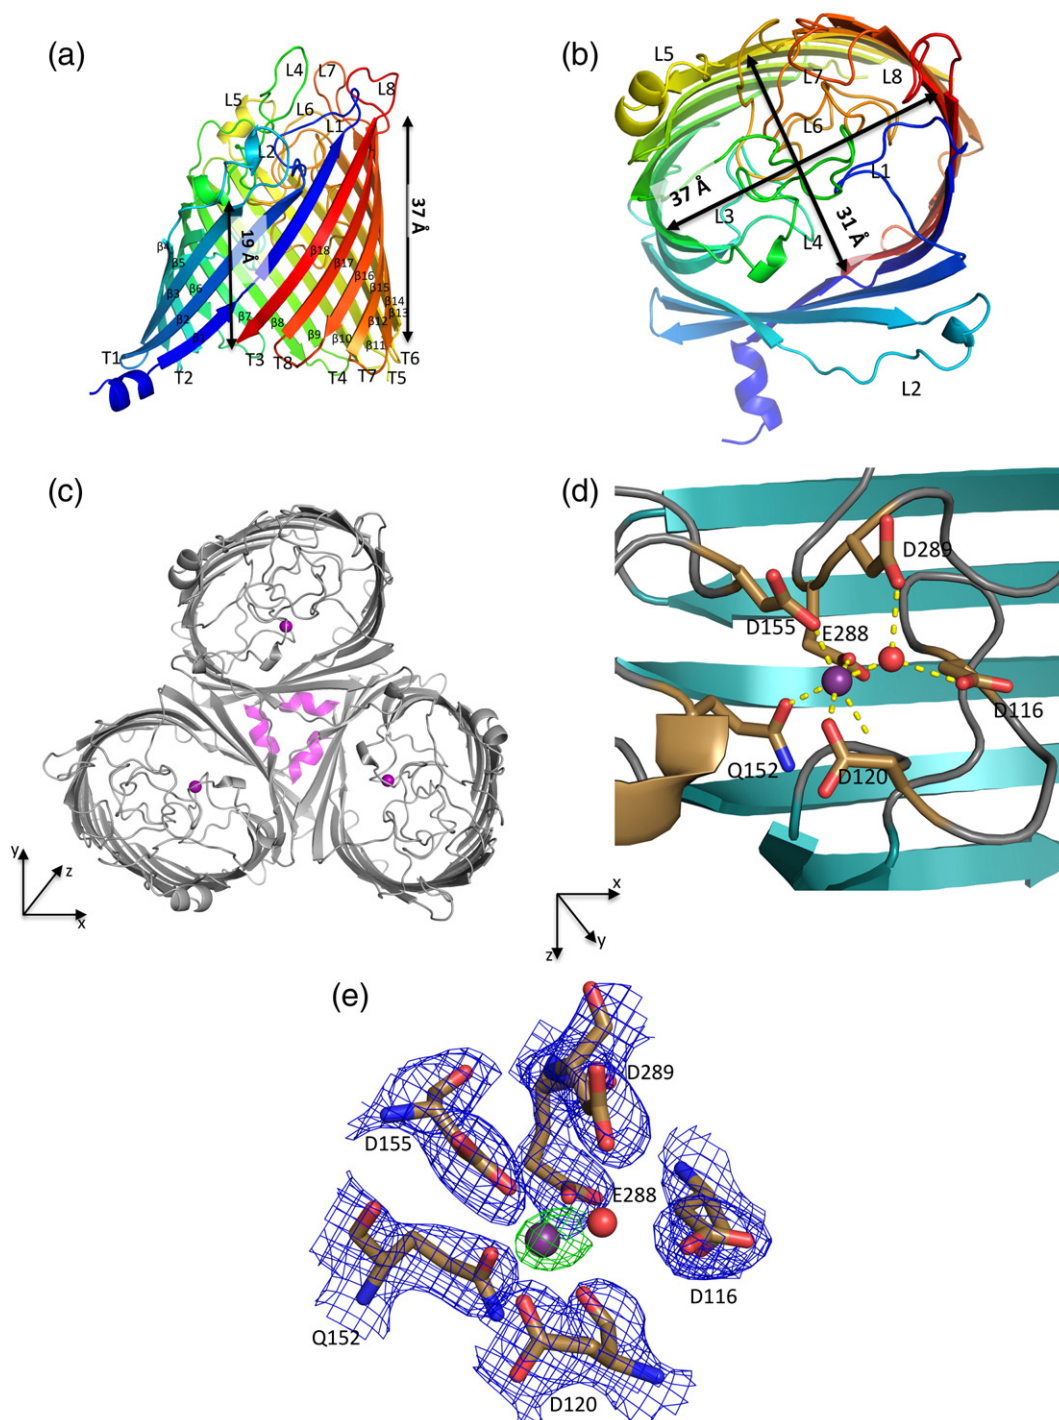 (a)
L4
L7
L8
L5
L6
L1
L2
37 Å
19 Å
β4
β5
β3
β6
β2
β1
β7
β8
β9
β10
β11
β12
β13
β14
β15
β16
β17
β18
T1
T2
T3
T8
T4
T7
T5
T6
(b)
L5
L7
L8
L6
L1
37 Å
31 Å
L3
L4
L2
(c)
y
z
x
(d)
D289
D155
E288
D116
Q152
D120
x
y
z
(e)
D289
D155
E288
D116
Q152
D120